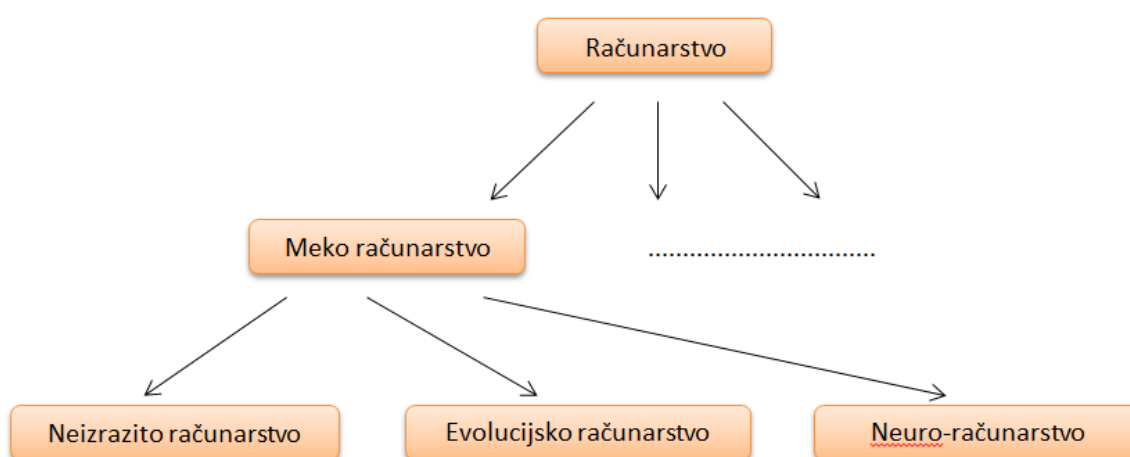 Računarstvo
Meko računarstvo
.................................
Neizrazito računarstvo
Evolucijsko računarstvo
Neuro-računarstvo